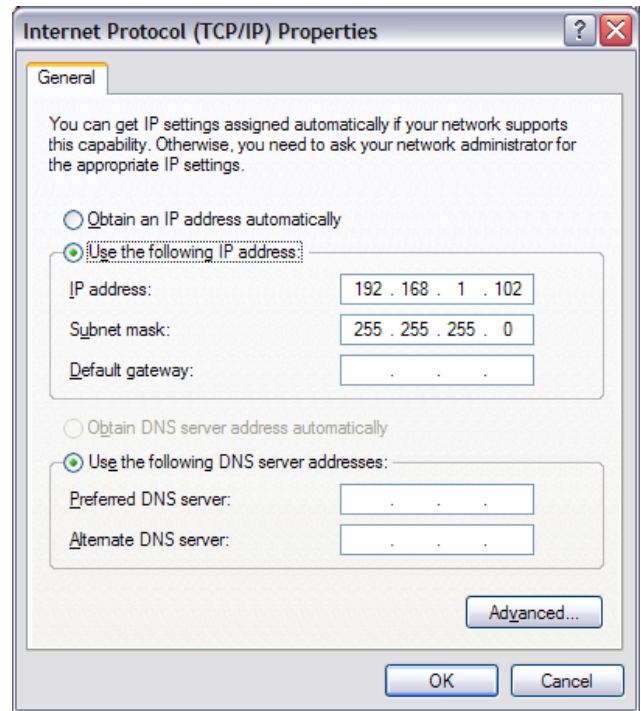 Internet Protocol (TCP/IP) Properties
General
You can get IP settings assigned automatically if your network supports
this capability. Otherwise, you need to ask your network administrator for
the appropriate IP settings.
Obtain an IP address automatically
Use the following IP address:
IP address: 192 . 168 . 1 . 102
Subnet mask: 255 . 255 . 255 . 0
Default gateway: . . .
Obtain DNS server address automatically
Use the following DNS server addresses:
Preferred DNS server: . . .
Alternate DNS server: . . .
Advanced...
OK Cancel